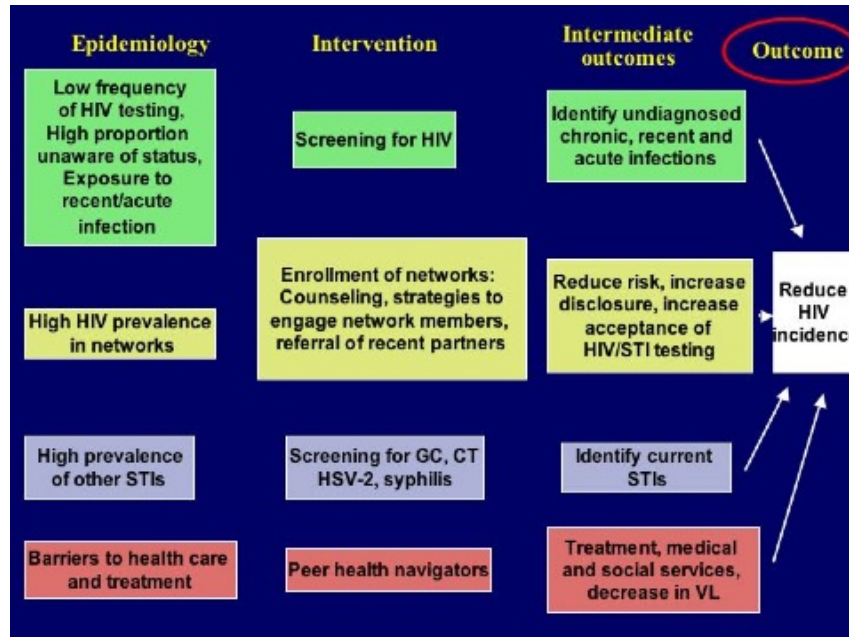 Epidemiology
Intervention
Intermediate
outcomes
Outcome
Low frequency
of HIV testing,
High proportion
unaware of status,
Exposure to
recent/acute
infection
Screening for HIV
Identify undiagnosed
chronic, recent and
acute infections
High HIV prevalence
in networks
Enrollment of networks:
Counseling, strategies to
engage network members,
referral of recent partners
Reduce risk, increase
disclosure, increase
acceptance of
HIV/STI testing
Reduce
HIV
incidence
High prevalence
of other STIs
Screening for GC, CT
HSV-2, syphilis
Identify current
STIs
Barriers to health care
and treatment
Peer health navigators
Treatment, medical
and social services,
decrease in VL